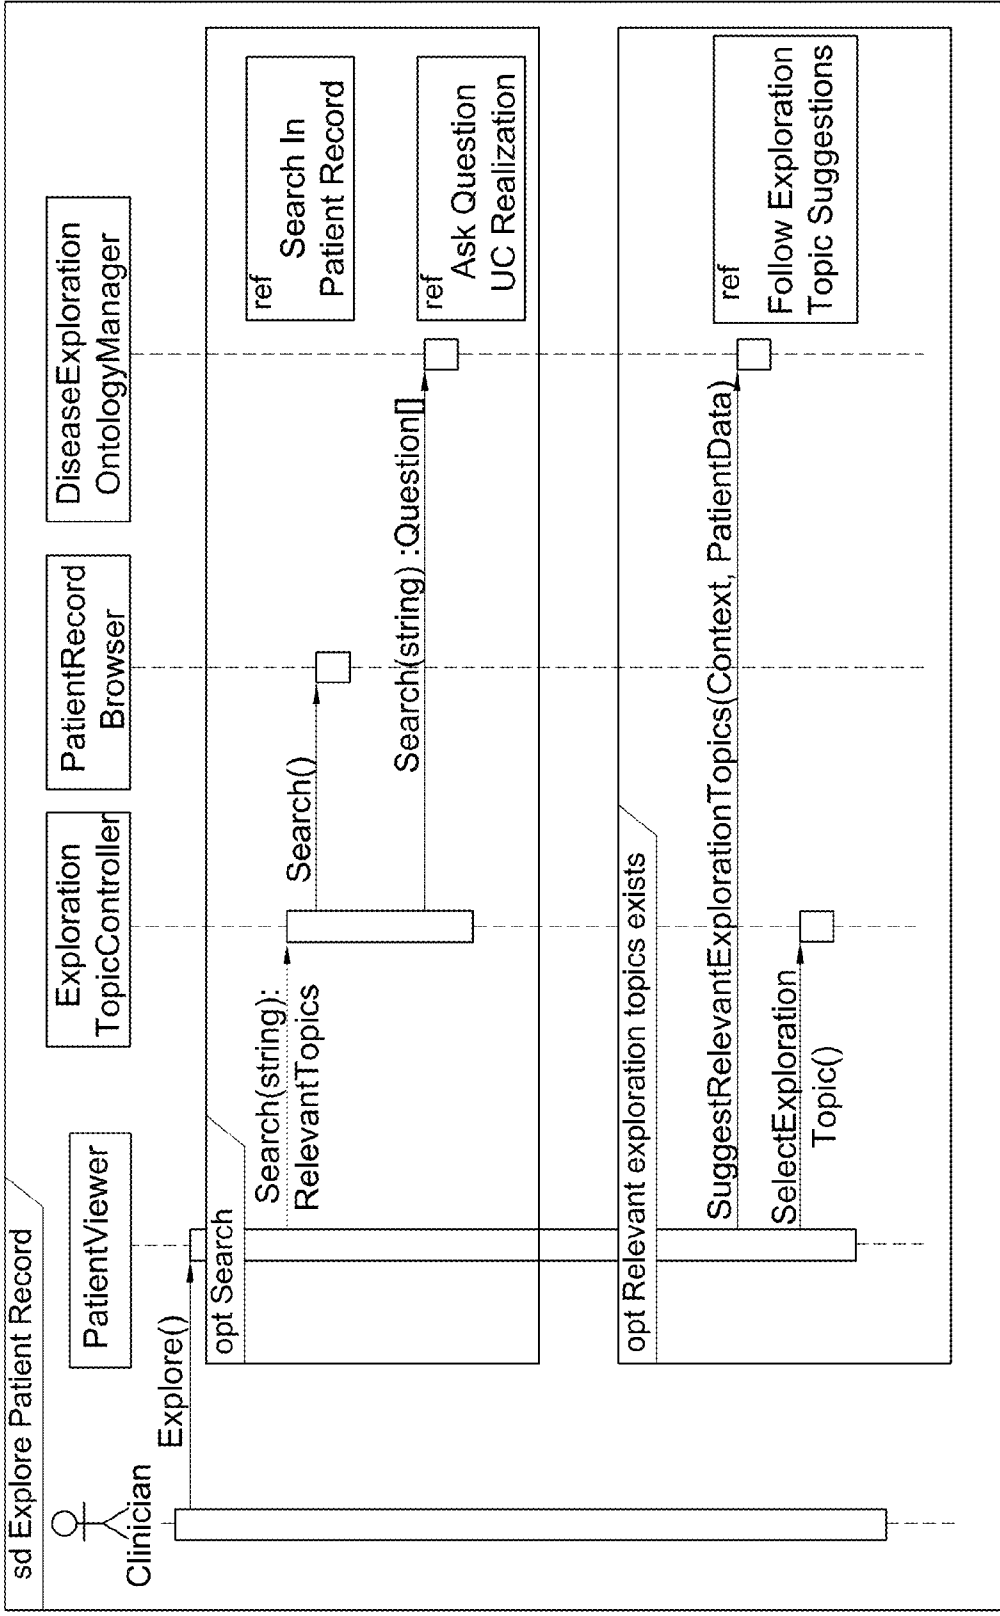 sd Explore Patient Record
Clinician
PatientViewer
Exploration
TopicController
PatientRecord
Browser
DiseaseExploration
OntologyManager
Explore()
opt Search
Search(string):
RelevantTopics
Search()
Search(string) :Question[]
ref
Search In
Patient Record
ref
Ask Question
UC Realization
opt Relevant exploration topics exists
SuggestRelevantExplorationTopics(Context, PatientData)
SelectExploration
Topic()
ref
Follow Exploration
Topic Suggestions